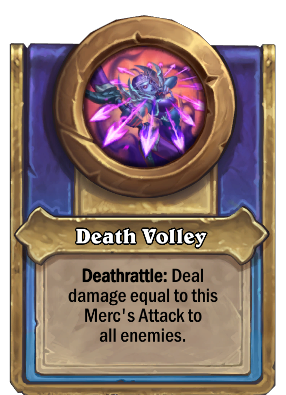 Death Volley
Deathrattle: Deal
damage equal to this
Merc's Attack to
all enemies.